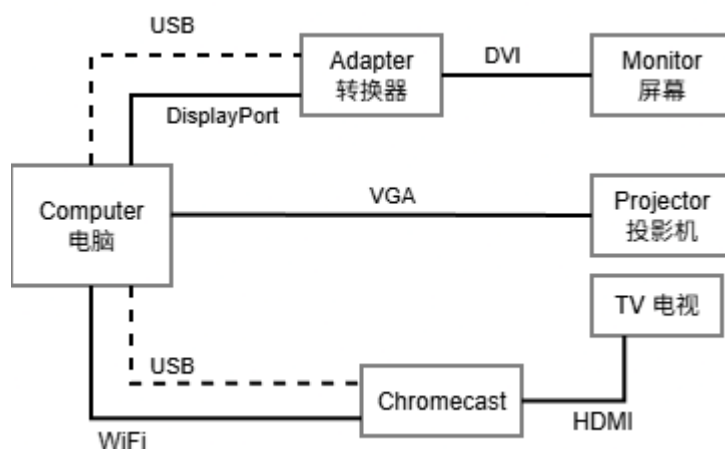 USB
Adapter
转换器
DVI
Monitor
屏幕
DisplayPort
Computer
电脑
VGA
Projector
投影机
TV 电视
USB
Chromecast
HDMI
WiFi